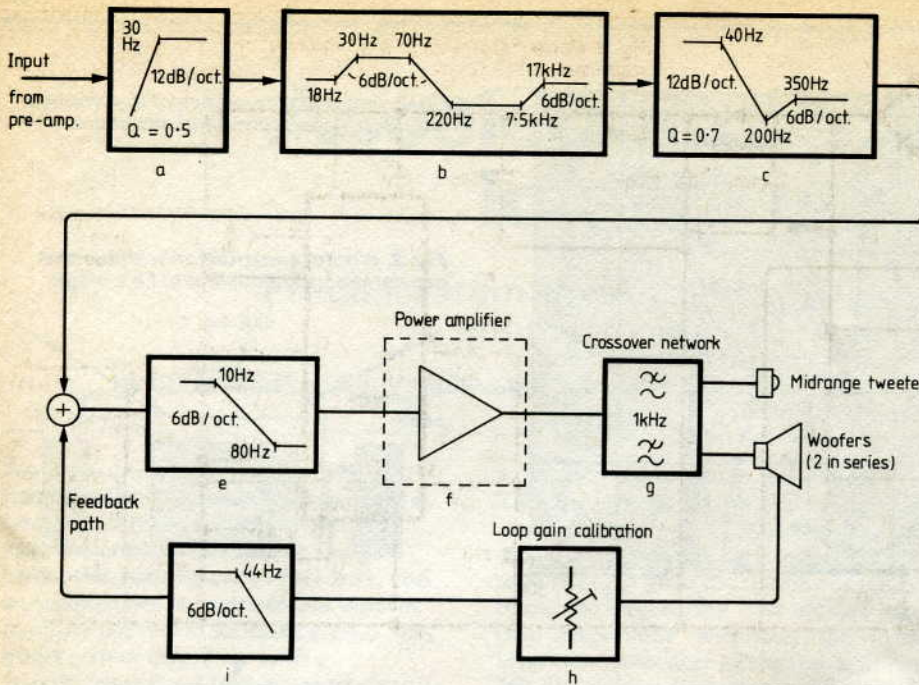 Input
from
pre-amp.
30
Hz
12dB/oct.
Q = 0·5
a
30Hz
70Hz
6dB/oct.
18Hz
220Hz
17kHz
6dB/oct.
7·5kHz
b
40Hz
12dB/oct.
350Hz
6dB/oct.
Q = 0·7
200Hz
c
+
10Hz
6dB/oct.
80Hz
e
Power amplifier
f
Crossover network
1kHz
g
Midrange tweeter
Woofers
(2 in series)
Feedback
path
44Hz
6dB/oct.
i
Loop gain calibration
h